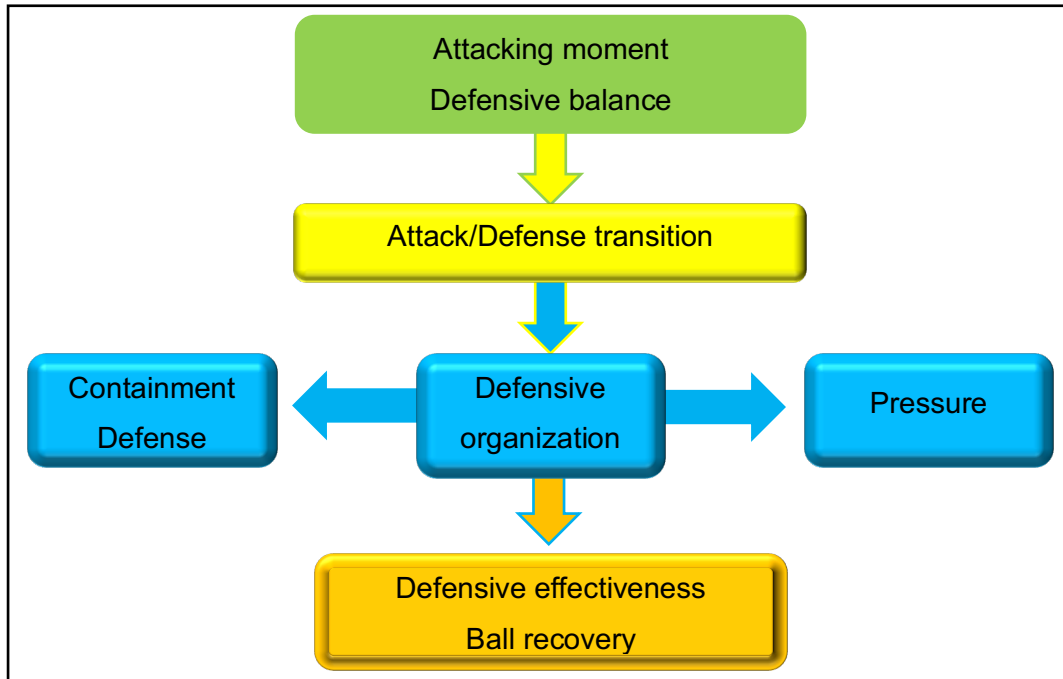 Attacking moment
Defensive balance
Attack/Defense transition
Containment
Defense
Defensive
organization
Pressure
Defensive effectiveness
Ball recovery